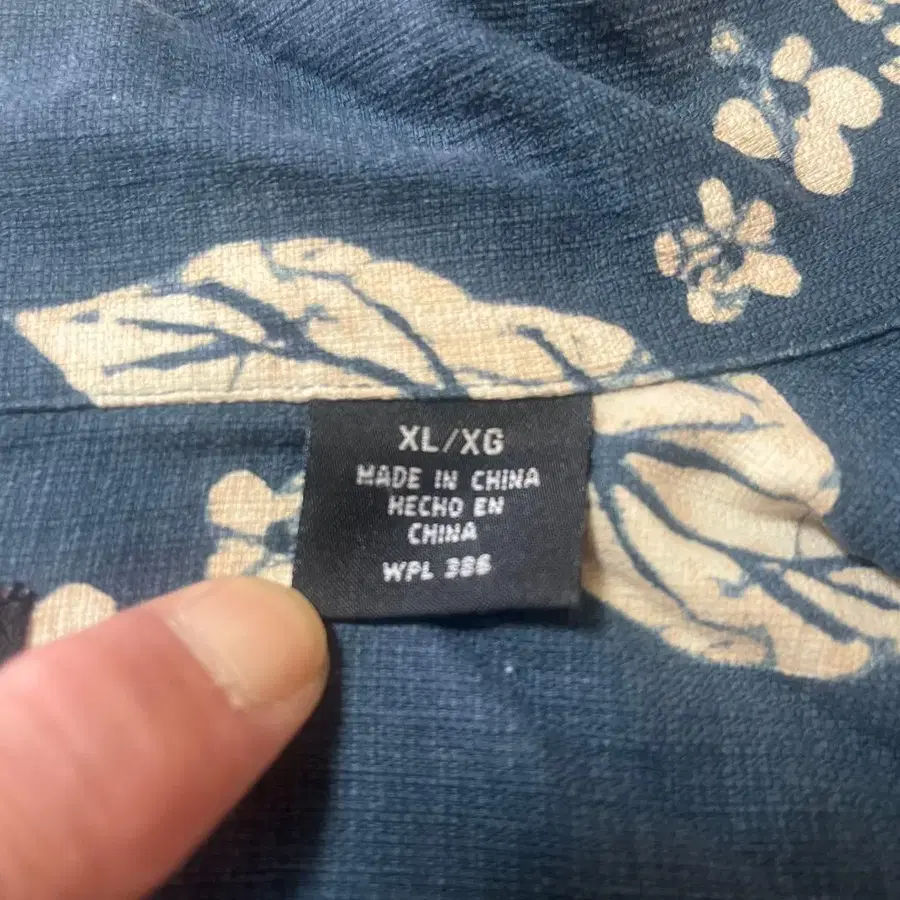 XL/XG
MADE IN CHINA
HECHO EN
CHINA
WPL 386